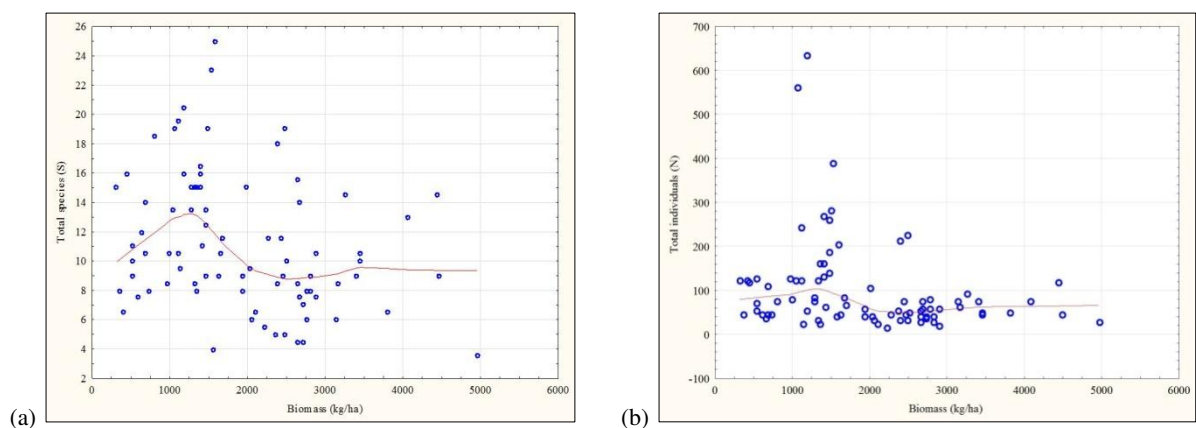 26
24
22
20
18
16
14
12
10
8
6
4
2
Total species (S)
0 1000 2000 3000 4000 5000 6000
Biomass (kg/ha)
(a)
700
600
500
400
300
200
100
0
-100
Total individuals (N)
0 1000 2000 3000 4000 5000 6000
Biomass (kg/ha)
(b)